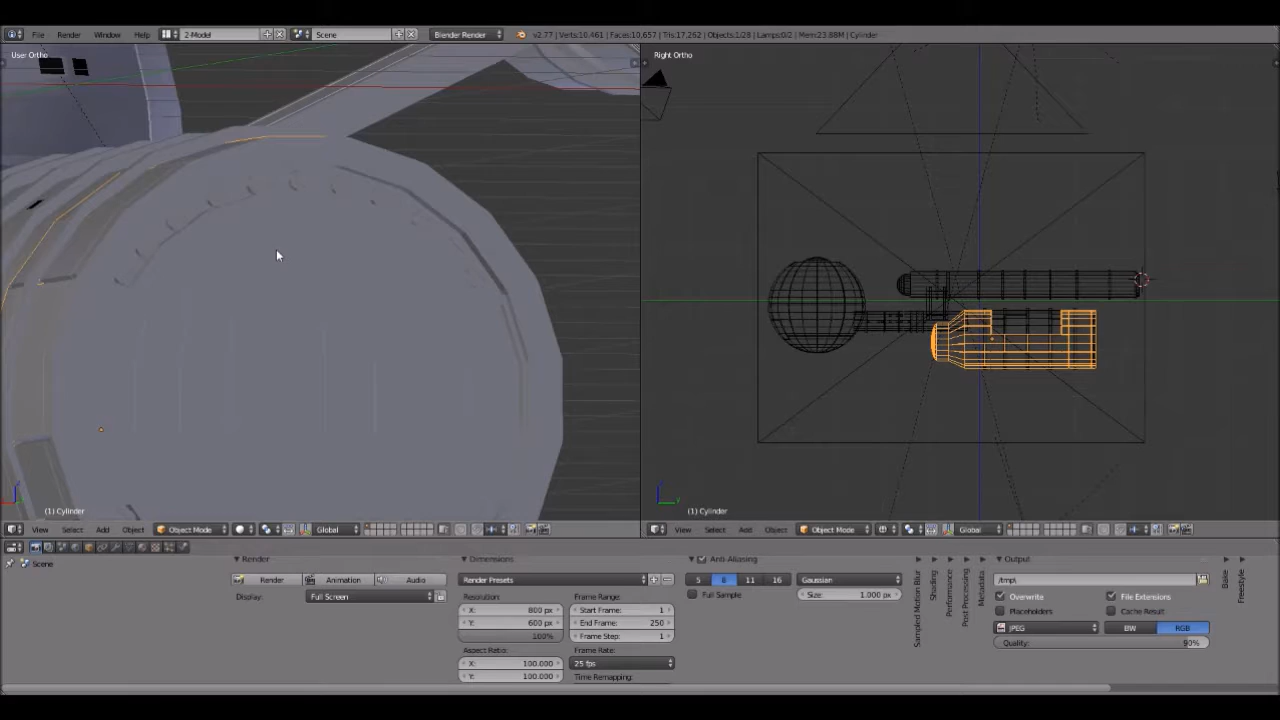 File Render Window Help 2-Model Scene Blender Render v2.77 | Verts:10,461 | Faces:10,657 | Tris:17,262 | Objects:1/28 | Lamps:0/2 | Mem:23.88M | Cylinder
User Ortho Right Ortho
(1) Cylinder (1) Cylinder
View Select Add Object Object Mode Global View Select Add Object Object Mode Global
Scene
Render
Render Animation Audio
Display: Full Screen
Dimensions
Render Presets
Resolution: Frame Range:
X: 800 px Start Frame: 1
Y: 600 px End Frame: 250
100% Frame Step: 1
Aspect Ratio: Frame Rate:
X: 100.000 25 fps
Y: 100.000 Time Remapping:
Anti-Aliasing
5 8 11 16 Gaussian
Full Sample Size: 1.000 px
Sampled Motion Blur
Shading
Performance
Post Processing
Metadata
Output
/tmp\
Overwrite File Extensions
Placeholders Cache Result
JPEG BW RGB
Quality: 90%
Bake
Freestyle